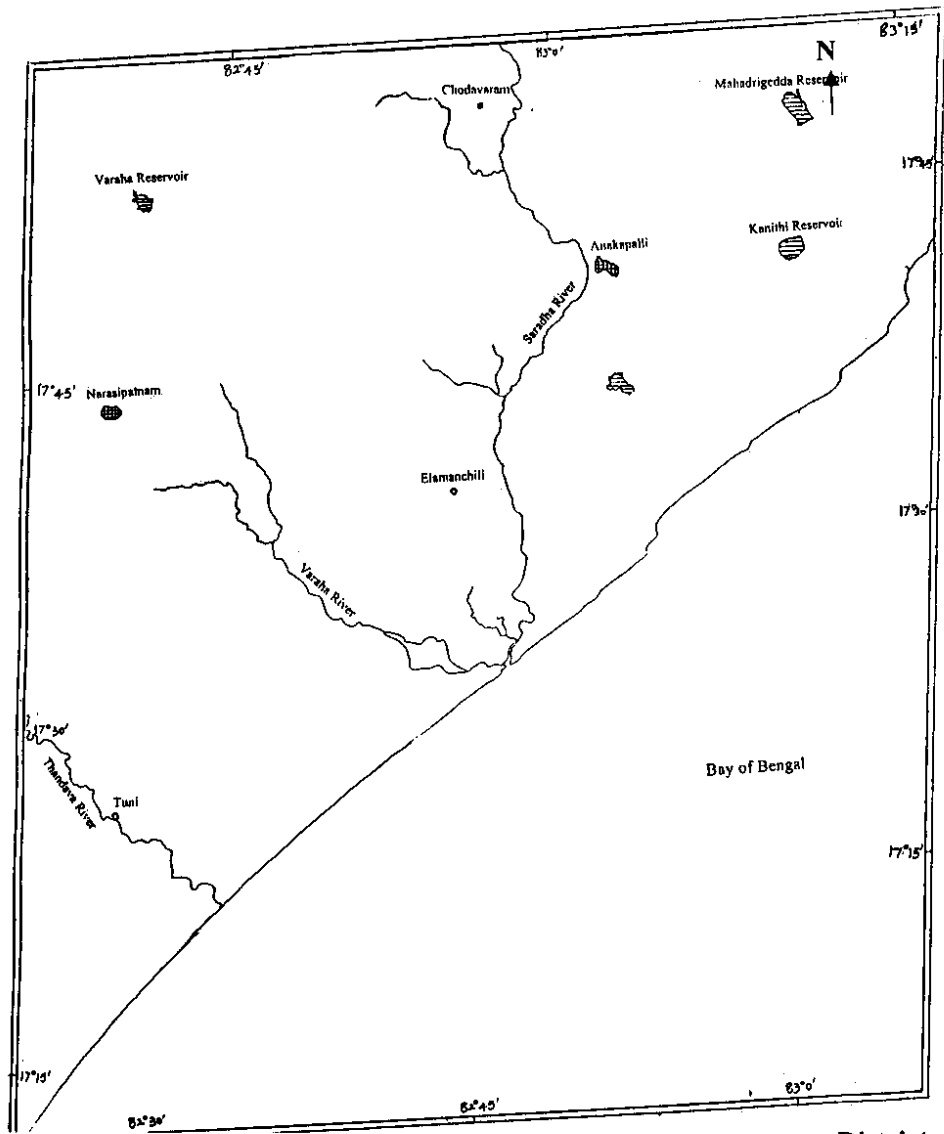 82°45'
83°0'
83°15'
N
Chodavaram
Mahadrigedda Reservoir
17°45'
Varaha Reservoir
Kanithi Reservoir
Anakapalli
Saradha River
17°45'
Narasipatnam
Elamanchili
17°30'
Varaha River
17°30'
Thandava River
Tuni
Bay of Bengal
17°15'
17°15'
82°30'
82°45'
83°0'